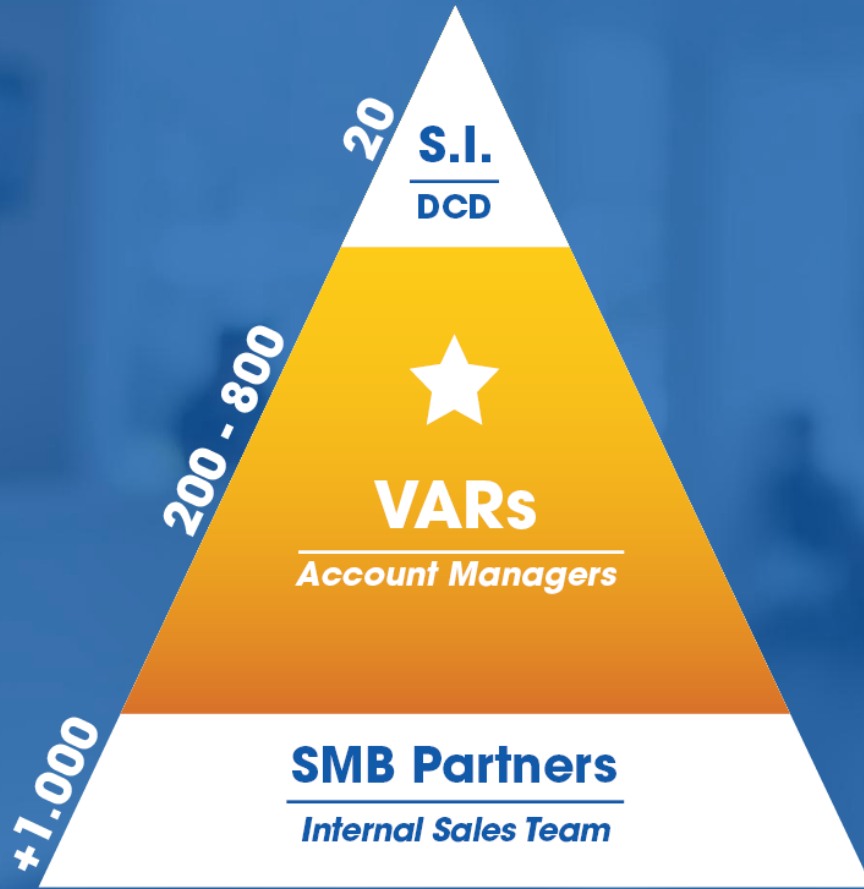 20
S.I.
DCD
200 - 800
VARs
Account Managers
+1.000
SMB Partners
Internal Sales Team